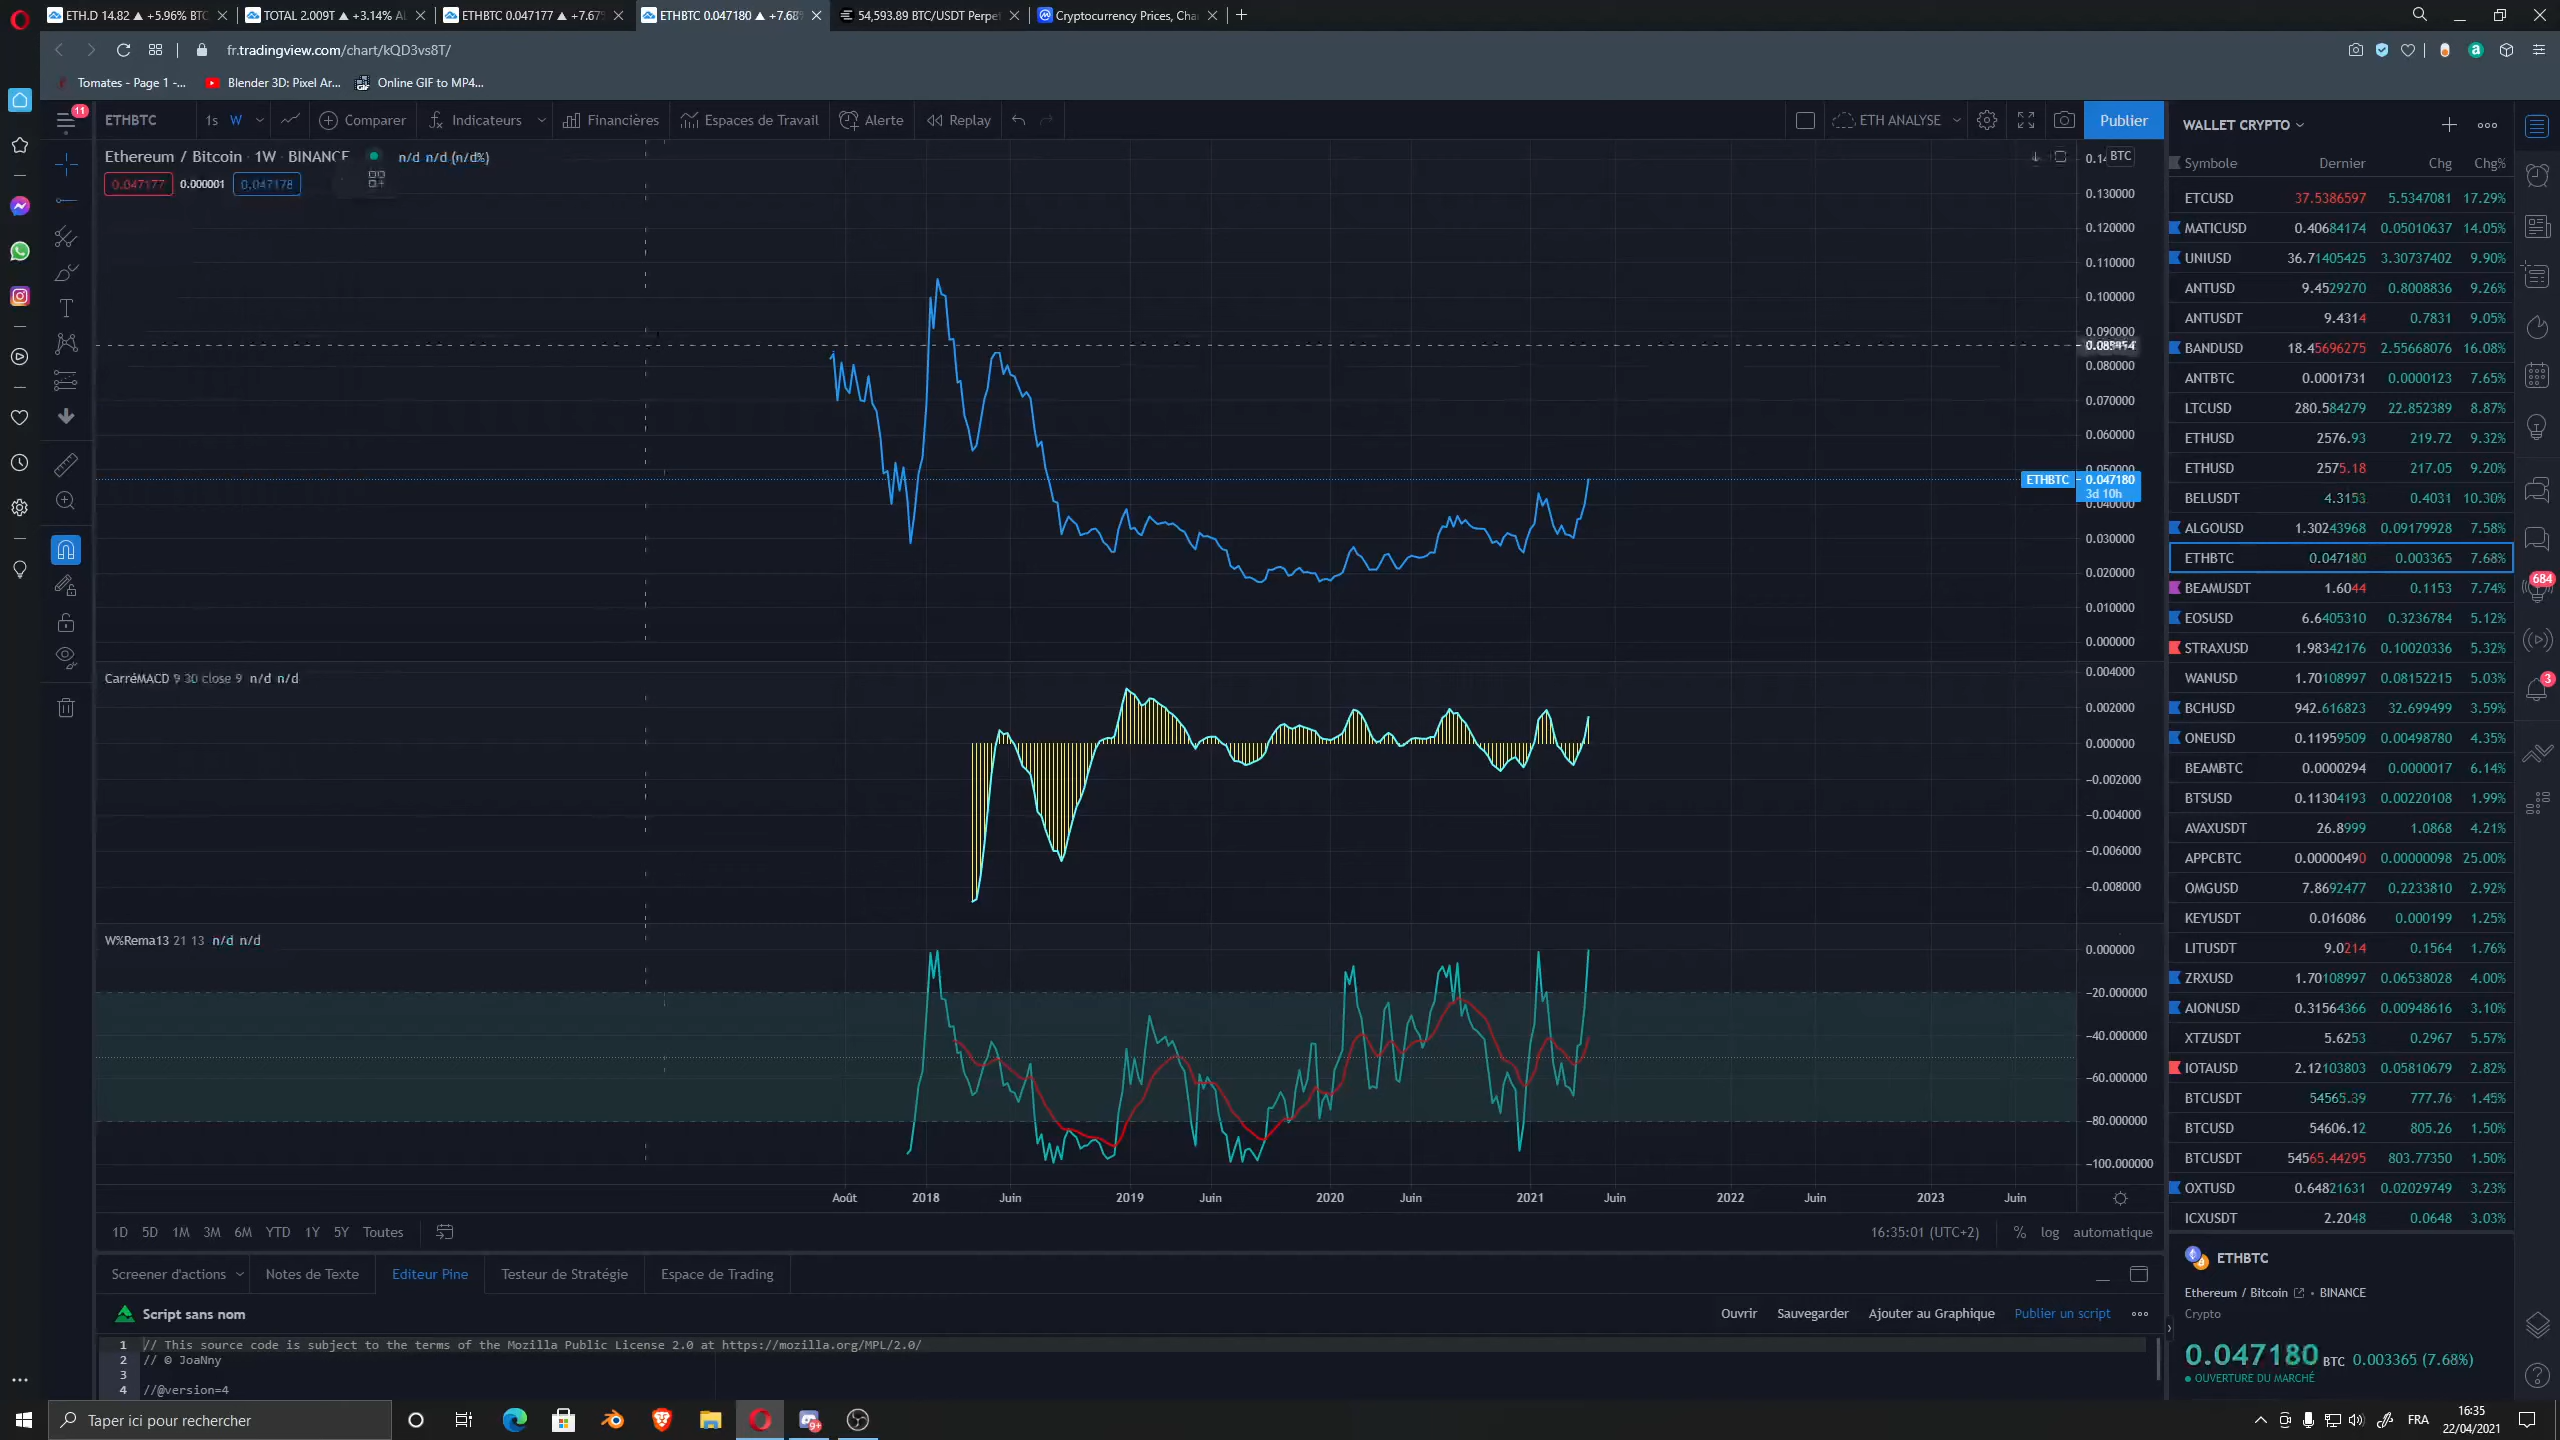 ETH.D 14.82 ▲ +5.96% BTC
TOTAL 2.009T ▲ +3.14%
ETHBTC 0.047177 ▲ +7.67%
ETHBTC 0.047180 ▲ +7.68%
54,593.89 BTC/USDT Perpe
Cryptocurrency Prices, Cha
fr.tradingview.com/chart/kQD3vs8T/
Tomates - Page 1 -...
Blender 3D: Pixel Ar...
Online GIF to MP4...
11
ETHBTC
1s
W
Comparer
Indicateurs
Financières
Espaces de Travail
Alerte
Replay
ETH ANALYSE
Publier
Ethereum / Bitcoin · 1W · BINANCE
n/d n/d (n/d%)
0.047177
0.000001
0.047178
BTC
0.130000
0.120000
0.110000
0.100000
0.090000
0.080000
0.070000
0.060000
0.050000
ETHBTC
0.047180
3d 10h
0.040000
0.030000
0.020000
0.010000
0.000000
CarréMACD 9 30 close 9 n/d n/d
0.004000
0.002000
0.000000
−0.002000
−0.004000
−0.006000
−0.008000
W%Rema13 21 13 n/d n/d
0.000000
−20.000000
−40.000000
−60.000000
−80.000000
−100.000000
Août
2018
Juin
2019
Juin
2020
Juin
2021
Juin
2022
Juin
2023
Juin
1D 5D 1M 3M 6M YTD 1Y 5Y Toutes
16:35:01 (UTC+2)
%
log
automatique
Screener d'actions
Notes de Texte
Editeur Pine
Testeur de Stratégie
Espace de Trading
Script sans nom
Ouvrir
Sauvegarder
Ajouter au Graphique
Publier un script
1 // This source code is subject to the terms of the Mozilla Public License 2.0 at https://mozilla.org/MPL/2.0/
2 // © JoaNny
3
4 //@version=4
WALLET CRYPTO
Symbole Dernier Chg Chg%
ETCUSD 37.5386597 5.5347081 17.29%
MATICUSD 0.40684174 0.05010637 14.05%
UNIUSD 36.71405425 3.30737402 9.90%
ANTUSD 9.4529270 0.8008836 9.26%
ANTUSDT 9.4314 0.7831 9.05%
BANDUSD 18.45696275 2.55668076 16.08%
ANTBTC 0.0001731 0.0000123 7.65%
LTCUSD 280.584279 22.852389 8.87%
ETHUSD 2576.93 219.72 9.32%
ETHUSD 2575.18 217.05 9.20%
BELUSDT 4.3153 0.4031 10.30%
ALGOUSD 1.30243968 0.09179928 7.58%
ETHBTC 0.047180 0.003365 7.68%
BEAMUSDT 1.6044 0.1153 7.74%
EOSUSD 6.6405310 0.3236784 5.12%
STRAXUSD 1.98342176 0.10020336 5.32%
WANUSD 1.70108997 0.08152215 5.03%
BCHUSD 942.616823 32.699499 3.59%
ONEUSD 0.11959509 0.00498780 4.35%
BEAMBTC 0.0000294 0.0000017 6.14%
BTSUSD 0.11304193 0.00220108 1.99%
AVAXUSDT 26.8999 1.0868 4.21%
APPCBTC 0.00000490 0.00000098 25.00%
OMGUSD 7.8692477 0.2233810 2.92%
KEYUSDT 0.016086 0.000199 1.25%
LITUSDT 9.0214 0.1564 1.76%
ZRXUSD 1.70108997 0.06538028 4.00%
AIONUSD 0.31564366 0.00948616 3.10%
XTZUSDT 5.6253 0.2967 5.57%
IOTAUSD 2.12103803 0.05810679 2.82%
BTCUSDT 54565.39 777.76 1.45%
BTCUSD 54606.12 805.26 1.50%
BTCUSDT 54565.44295 803.77350 1.50%
OXTUSD 0.64821631 0.02029749 3.23%
ICXUSDT 2.2048 0.0648 3.03%
ETHBTC
Ethereum / Bitcoin • BINANCE
Crypto
0.047180 BTC 0.003365 (7.68%)
OUVERTURE DU MARCHÉ
684
3
Taper ici pour rechercher
9+
FRA
16:35
22/04/2021